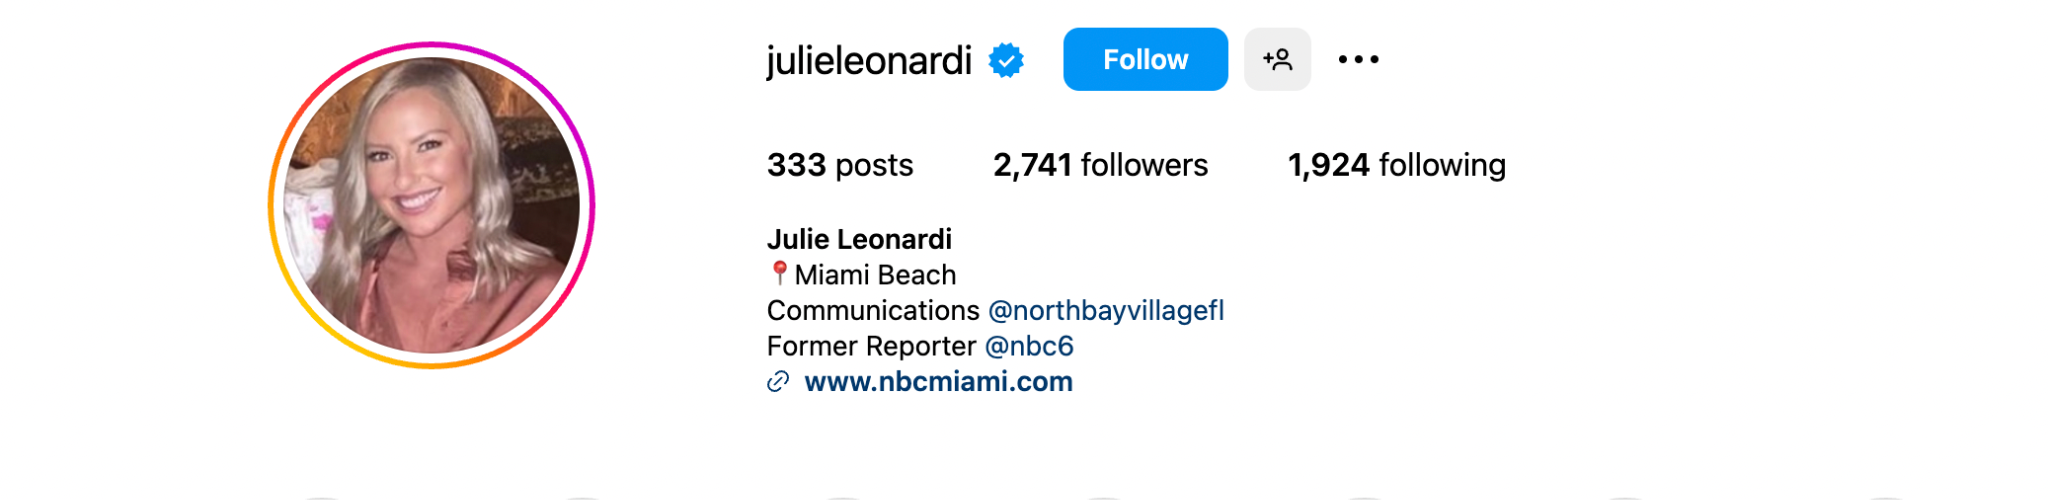 julieleonardi Follow
333 posts 2,741 followers 1,924 following
Julie Leonardi
📍Miami Beach
Communications @northbayvillagefl
Former Reporter @nbc6
www.nbcmiami.com